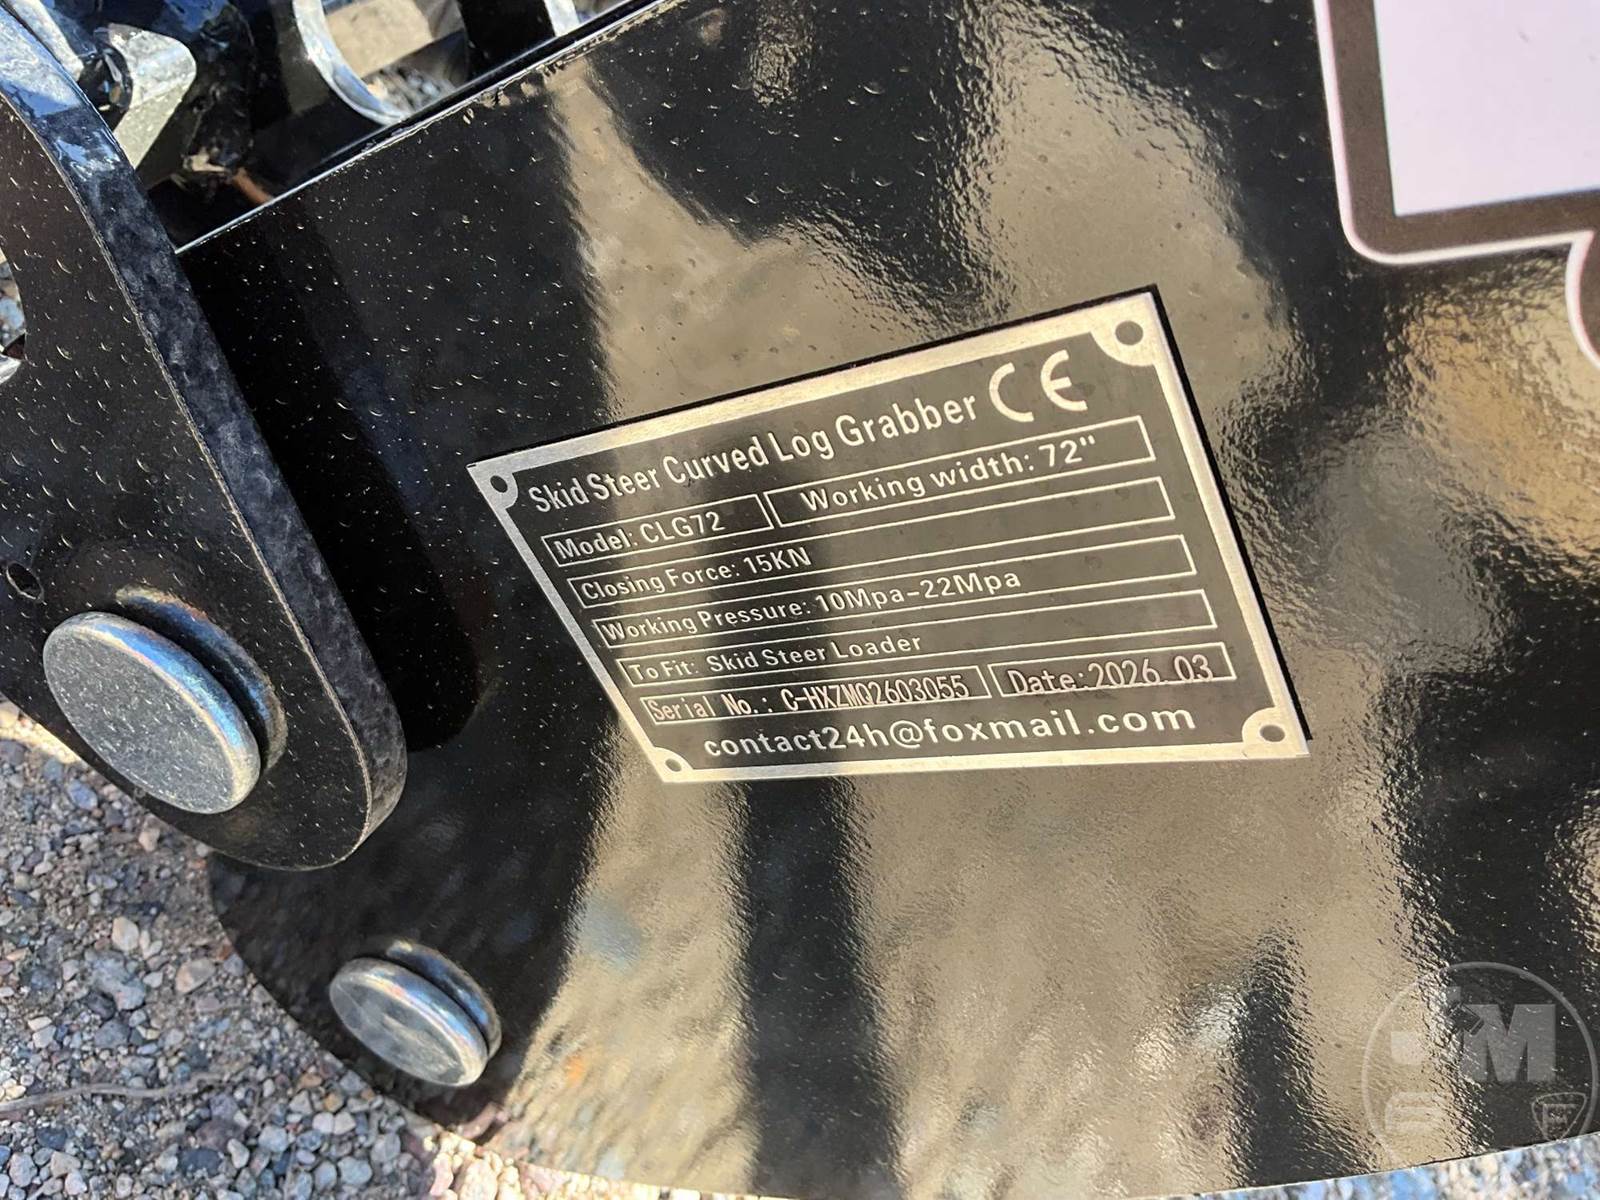 Skid Steer Curved Log Grabber CE
Model: CLG72 Working width: 72"
Closing Force: 15KN
Working Pressure: 10Mpa-22Mpa
To Fit: Skid Steer Loader
Serial No.: C-HXZMQ2603055 Date: 2026.03
contact24h@foxmail.com
M
E